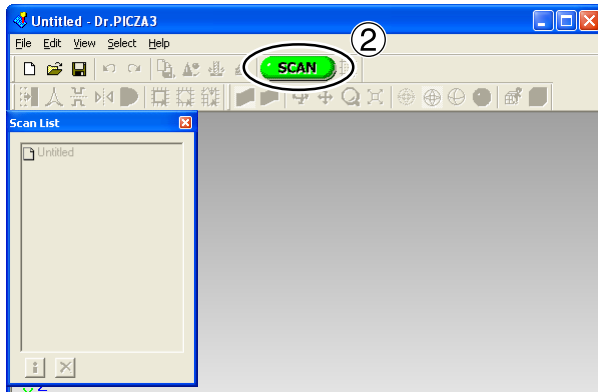 Untitled - Dr.PICZA3
File Edit View Select Help
SCAN
2
Scan List
Untitled
i
Z